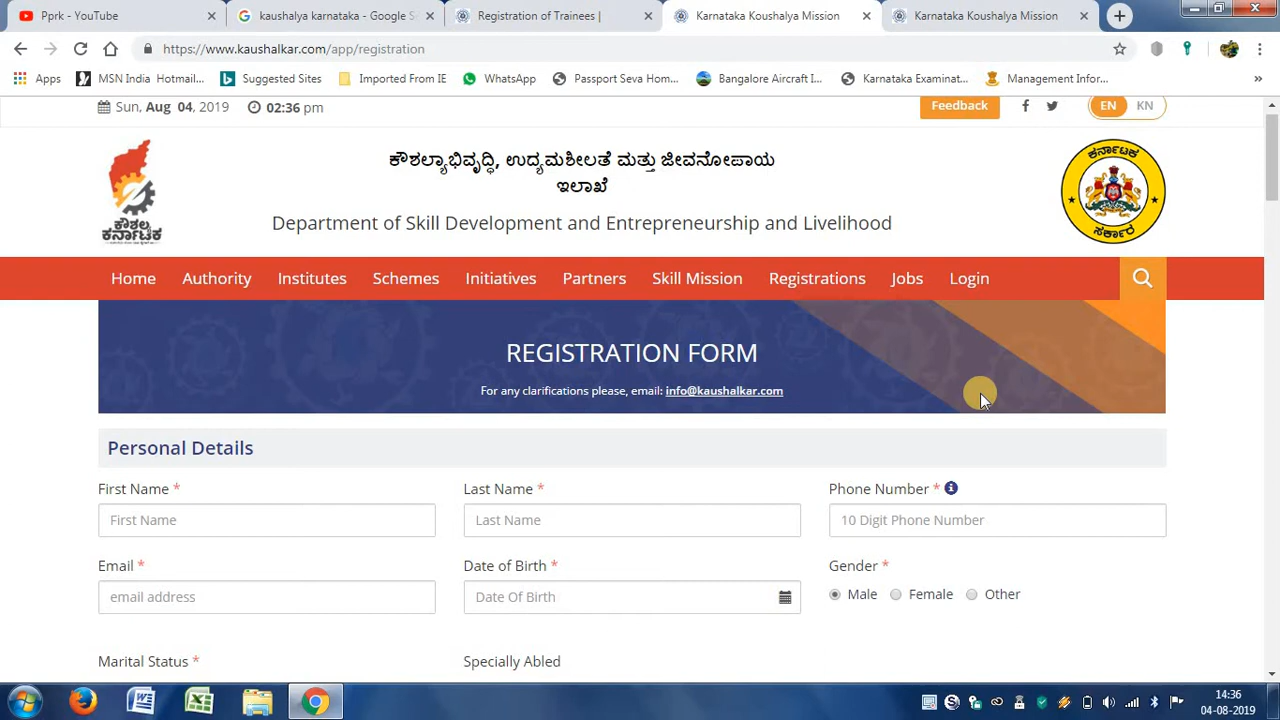 Pprk - YouTube
kaushalya karnataka - Google S
Registration of Trainees |
Karnataka Koushalya Mission
Karnataka Koushalya Mission
https://www.kaushalkar.com/app/registration
Apps
MSN India Hotmail...
Suggested Sites
Imported From IE
WhatsApp
Passport Seva Hom...
Bangalore Aircraft I...
Karnataka Examinat...
Management Infor...
»
Sun, Aug 04, 2019
02:36 pm
Feedback
EN
KN
ಕೌಶಲ್ಯಾಭಿವೃದ್ಧಿ, ಉದ್ಯಮಶೀಲತೆ ಮತ್ತು ಜೀವನೋಪಾಯ
ಇಲಾಖೆ
Department of Skill Development and Entrepreneurship and Livelihood
ಕೌಶಲ್ಯ
ಕರ್ನಾಟಕ
ಕರ್ನಾಟಕ
ಸರ್ಕಾರ
Home Authority Institutes Schemes Initiatives Partners Skill Mission Registrations Jobs Login
REGISTRATION FORM
For any clarifications please, email: info@kaushalkar.com
Personal Details
First Name *
Last Name *
Phone Number *
First Name
Last Name
10 Digit Phone Number
Email *
Date of Birth *
Gender *
email address
Date Of Birth
Male Female Other
Marital Status *
Specially Abled
14:36
04-08-2019